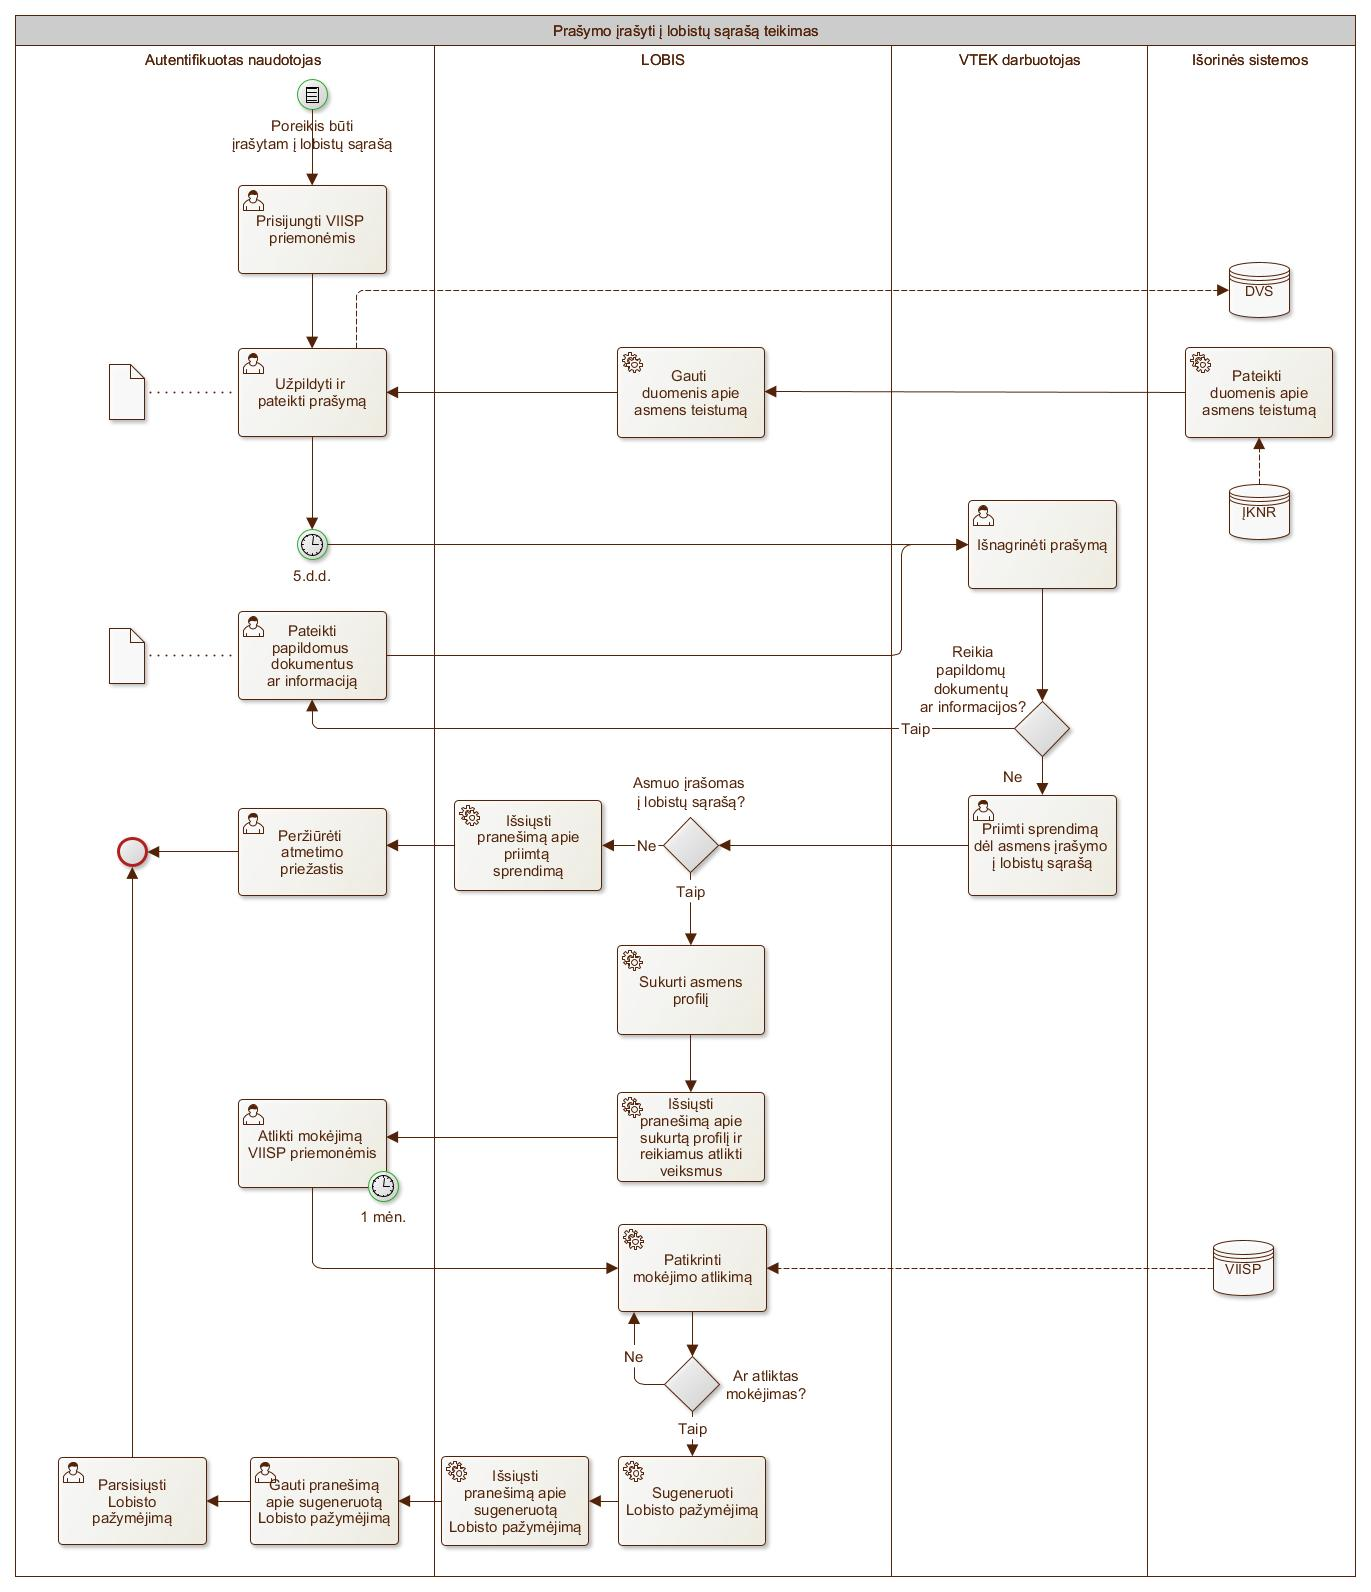 Prašymo įrašyti į lobistų sąrašą teikimas
Autentifikuotas naudotojas
LOBIS
VTEK darbuotojas
Išorinės sistemos
Poreikis būti
įrašytam į lobistų sąrašą
Prisijungti VIISP
priemonėmis
DVS
Užpildyti ir
pateikti prašymą
Gauti
duomenis apie
asmens teistumą
Pateikti
duomenis apie
asmens teistumą
ĮKNR
Išnagrinėti prašymą
5.d.d.
Pateikti
papildomus
dokumentus
ar informaciją
Reikia
papildomų
dokumentų
ar informacijos?
Taip
Ne
Asmuo įrašomas
į lobistų sąrašą?
Peržiūrėti
atmetimo
priežastis
Išsiųsti
pranešimą apie
priimtą
sprendimą
Ne
Priimti sprendimą
dėl asmens įrašymo
į lobistų sąrašą
Taip
Sukurti asmens
profilį
Išsiųsti
pranešimą apie
sukurtą profilį ir
reikiamus atlikti
veiksmus
Atlikti mokėjimą
VIISP priemonėmis
1 mėn.
Patikrinti
mokėjimo atlikimą
VIISP
Ne
Ar atliktas
mokėjimas?
Taip
Parsisiųsti
Lobisto
pažymėjimą
Gauti pranešimą
apie sugeneruotą
Lobisto pažymėjimą
Išsiųsti
pranešimą apie
sugeneruotą
Lobisto pažymėjimą
Sugeneruoti
Lobisto pažymėjimą